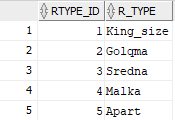 RTYPE_ID R_TYPE
1 1 King_size
2 2 Golqma
3 3 Sredna
4 4 Malka
5 5 Apart